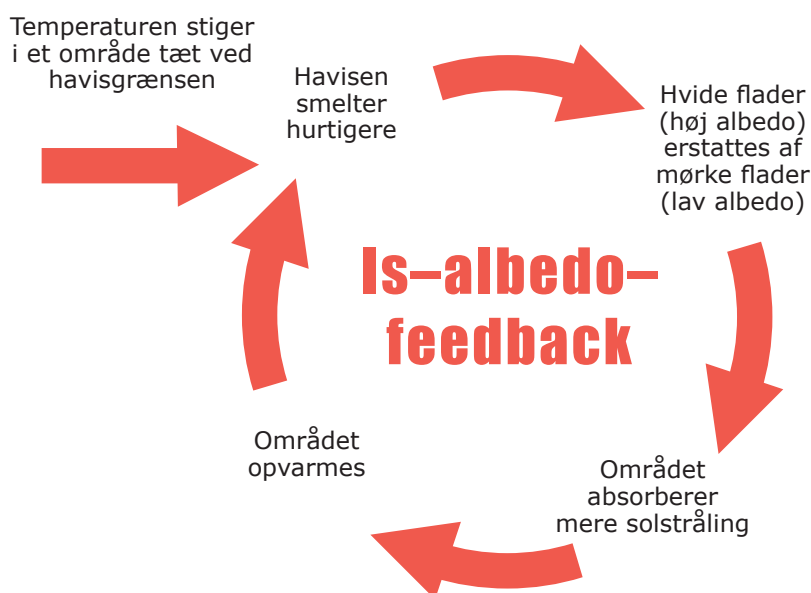 Temperaturen stiger
i et område tæt ved
havisgrænsen
Havisen
smelter
hurtigere
Hvide flader
(høj albedo)
erstattes af
mørke flader
(lav albedo)
Is–albedo–
feedback
Området
absorberer
mere solstråling
Området
opvarmes